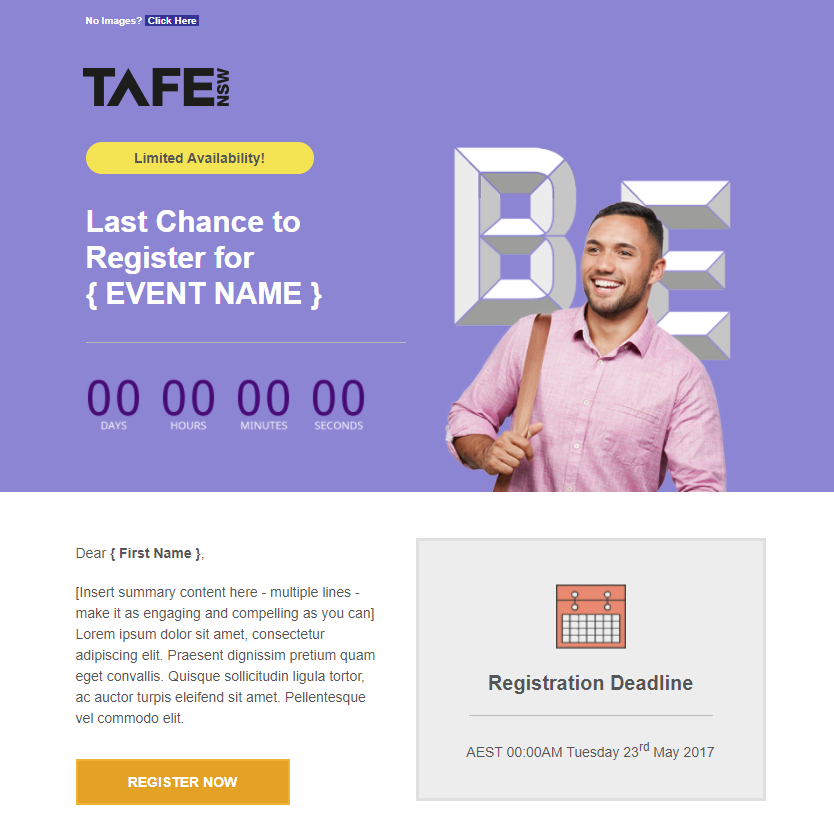 No Images? Click Here
TAFE NSW
Limited Availability!
Last Chance to
Register for
{ EVENT NAME }
00 00 00 00
DAYS HOURS MINUTES SECONDS
BE
Dear { First Name },
[Insert summary content here - multiple lines -
make it as engaging and compelling as you can]
Lorem ipsum dolor sit amet, consectetur
adipiscing elit. Praesent dignissim pretium quam
eget convallis. Quisque sollicitudin ligula tortor,
ac auctor turpis eleifend sit amet. Pellentesque
vel commodo elit.
REGISTER NOW
Registration Deadline
AEST 00:00AM Tuesday 23rd May 2017